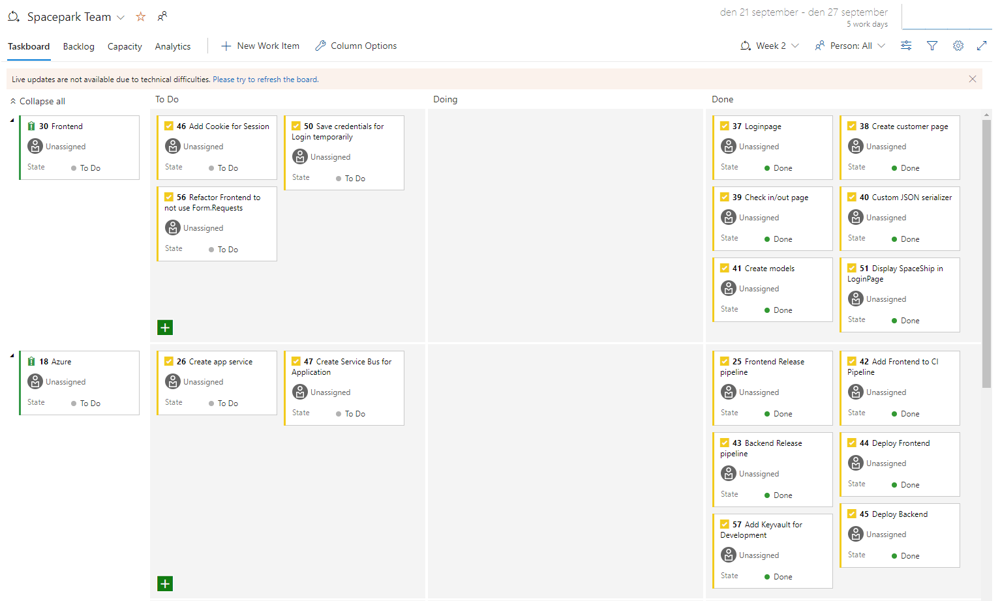 Spacepark Team
den 21 september - den 27 september
5 work days
Taskboard
Backlog
Capacity
Analytics
New Work Item
Column Options
Week 2
Person: All
Live updates are not available due to technical difficulties. Please try to refresh the board.
Collapse all
To Do
Doing
Done
30 Frontend
Unassigned
State
To Do
46 Add Cookie for Session
Unassigned
State
To Do
50 Save credentials for
Login temporarily
Unassigned
State
To Do
56 Refactor Frontend to
not use Form.Requests
Unassigned
State
To Do
37 Loginpage
Unassigned
State
Done
38 Create customer page
Unassigned
State
Done
39 Check in/out page
Unassigned
State
Done
40 Custom JSON serializer
Unassigned
State
Done
41 Create models
Unassigned
State
Done
51 Display SpaceShip in
LoginPage
Unassigned
State
Done
18 Azure
Unassigned
State
To Do
26 Create app service
Unassigned
State
To Do
47 Create Service Bus for
Application
Unassigned
State
To Do
25 Frontend Release
pipeline
Unassigned
State
Done
42 Add Frontend to CI
Pipeline
Unassigned
State
Done
43 Backend Release
pipeline
Unassigned
State
Done
44 Deploy Frontend
Unassigned
State
Done
57 Add Keyvault for
Development
Unassigned
State
Done
45 Deploy Backend
Unassigned
State
Done